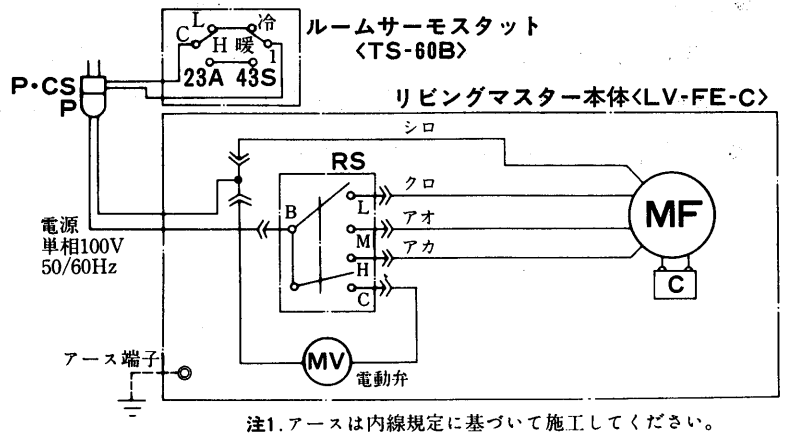 ルームサーモスタット
<TS-60B>
L 冷
C H 暖 1
23A 43S
P・CS
P
リビングマスター本体<LV-FE-C>
シロ
RS
クロ
B L
アオ
M
アカ
H
C
MF
C
電源
単相100V
50/60Hz
MV
電動弁
アース端子
注1.アースは内線規定に基づいて施工してください。